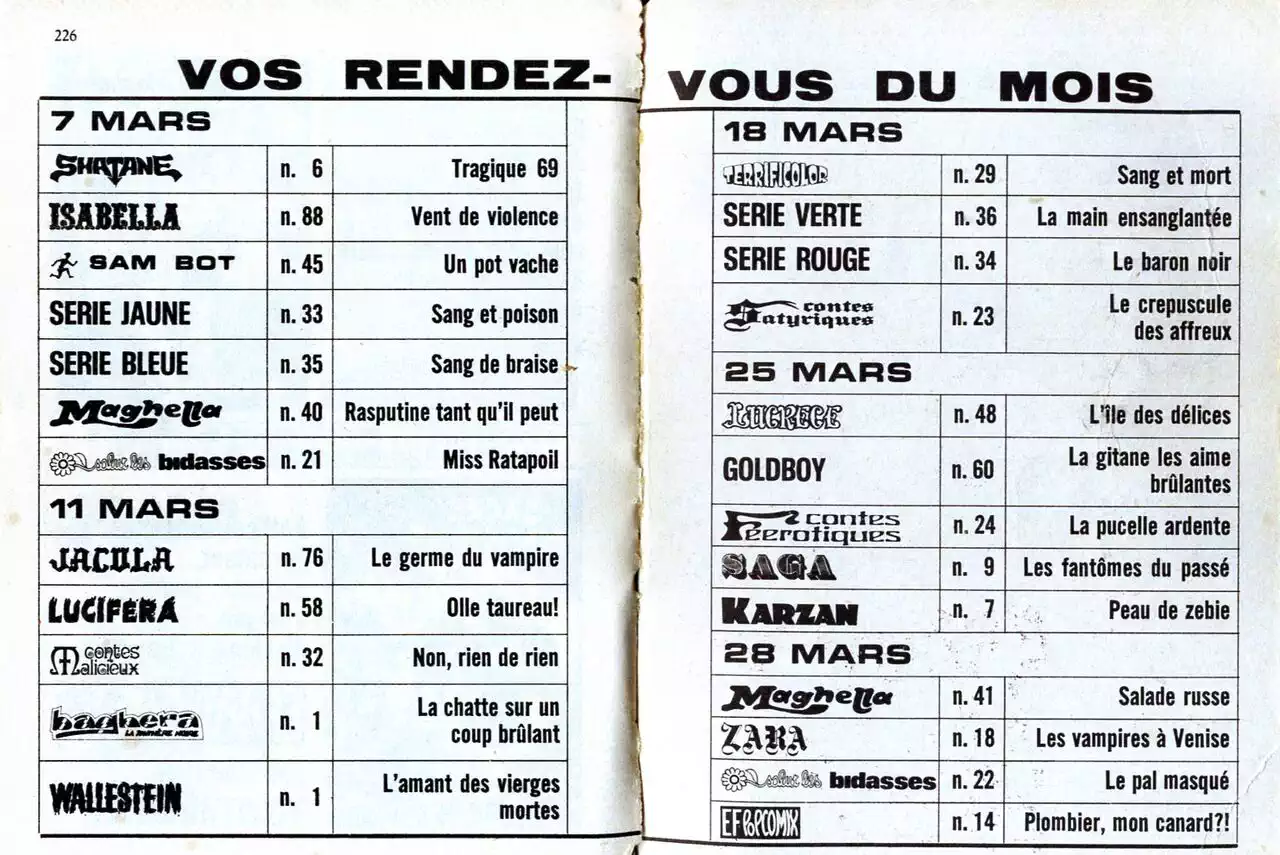 226
VOS RENDEZ-VOUS DU MOIS
7 MARS
SHATANE n. 6 Tragique 69
ISABELLA n. 88 Vent de violence
SAM BOT n. 45 Un pot vache
SERIE JAUNE n. 33 Sang et poison
SERIE BLEUE n. 35 Sang de braise
Maghella n. 40 Rasputine tant qu'il peut
salut les bidasses n. 21 Miss Ratapoil
11 MARS
JACULA n. 76 Le germe du vampire
LUCIFERA n. 58 Olle taureau!
contes
Malicieux n. 32 Non, rien de rien
baghera
LA PANTHÈRE NOIRE n. 1 La chatte sur un
coup brûlant
WALLESTEIN n. 1 L'amant des vierges
mortes
18 MARS
TERRIFICOLOR n. 29 Sang et mort
SERIE VERTE n. 36 La main ensanglantée
SERIE ROUGE n. 34 Le baron noir
contes
Satyriques n. 23 Le crepuscule
des affreux
25 MARS
LUCRECE n. 48 L'île des délices
GOLDBOY n. 60 La gitane les aime
brûlantes
contes
Feerotiques n. 24 La pucelle ardente
SAGA n. 9 Les fantômes du passé
KARZAN n. 7 Peau de zebie
28 MARS
Maghella n. 41 Salade russe
ZARA n. 18 Les vampires à Venise
salut les bidasses n. 22 Le pal masqué
EF POPCOMIX n. 14 Plombier, mon canard?!